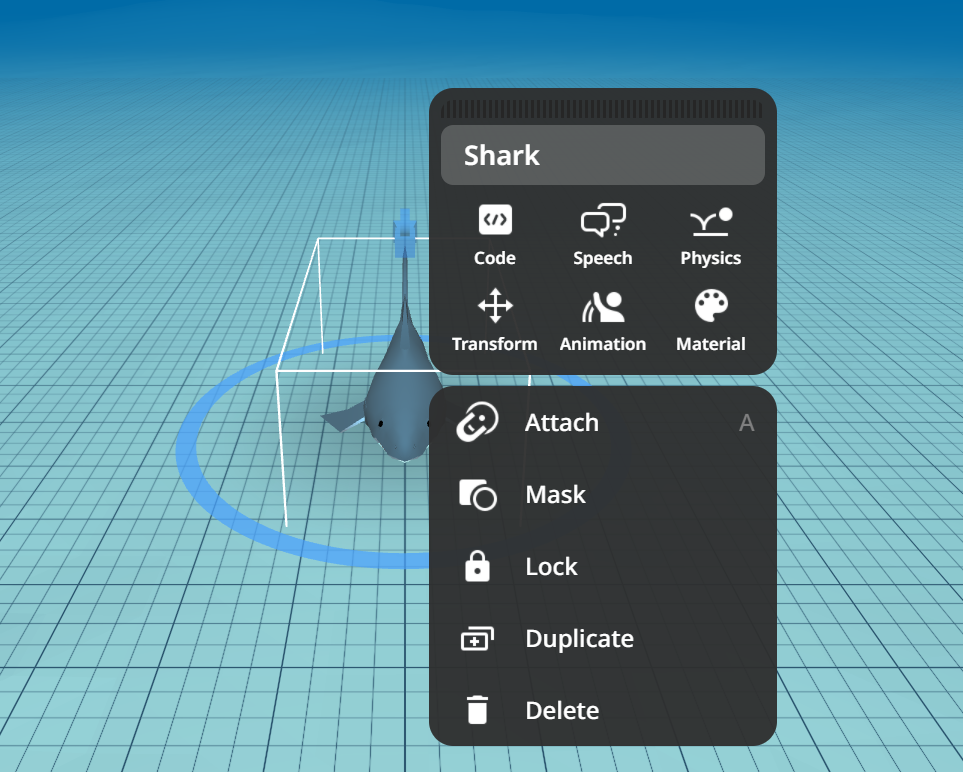 Shark
Code Speech Physics
Transform Animation Material
Attach A
Mask
Lock
Duplicate
Delete